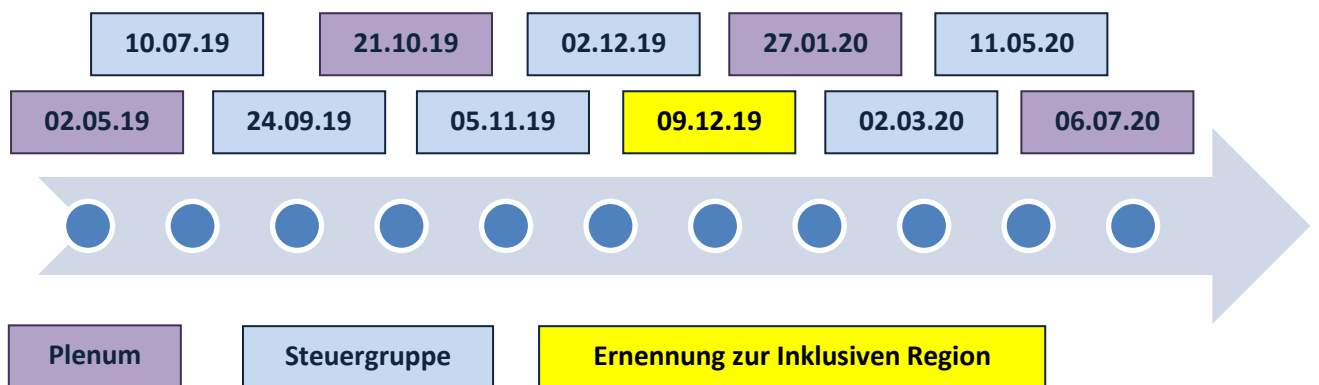 10.07.19 21.10.19 02.12.19 27.01.20 11.05.20
02.05.19 24.09.19 05.11.19 09.12.19 02.03.20 06.07.20
Plenum Steuergruppe Ernennung zur Inklusiven Region